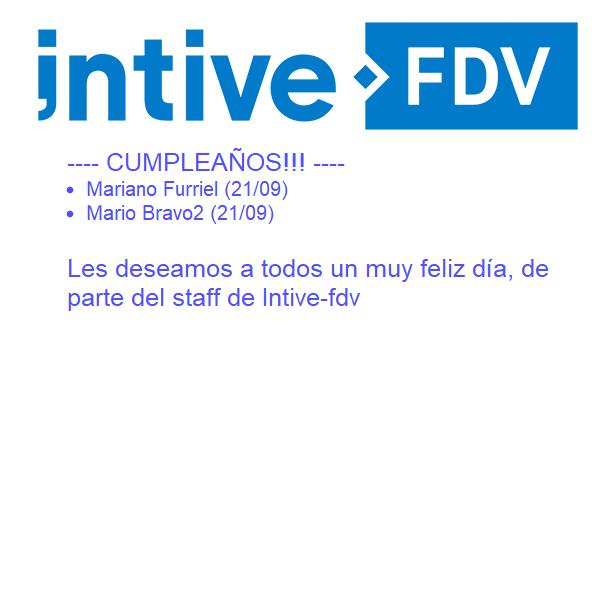 intive FDV
---- CUMPLEAÑOS!!! ----
• Mariano Furriel (21/09)
• Mario Bravo2 (21/09)
Les deseamos a todos un muy feliz día, de
parte del staff de Intive-fdv